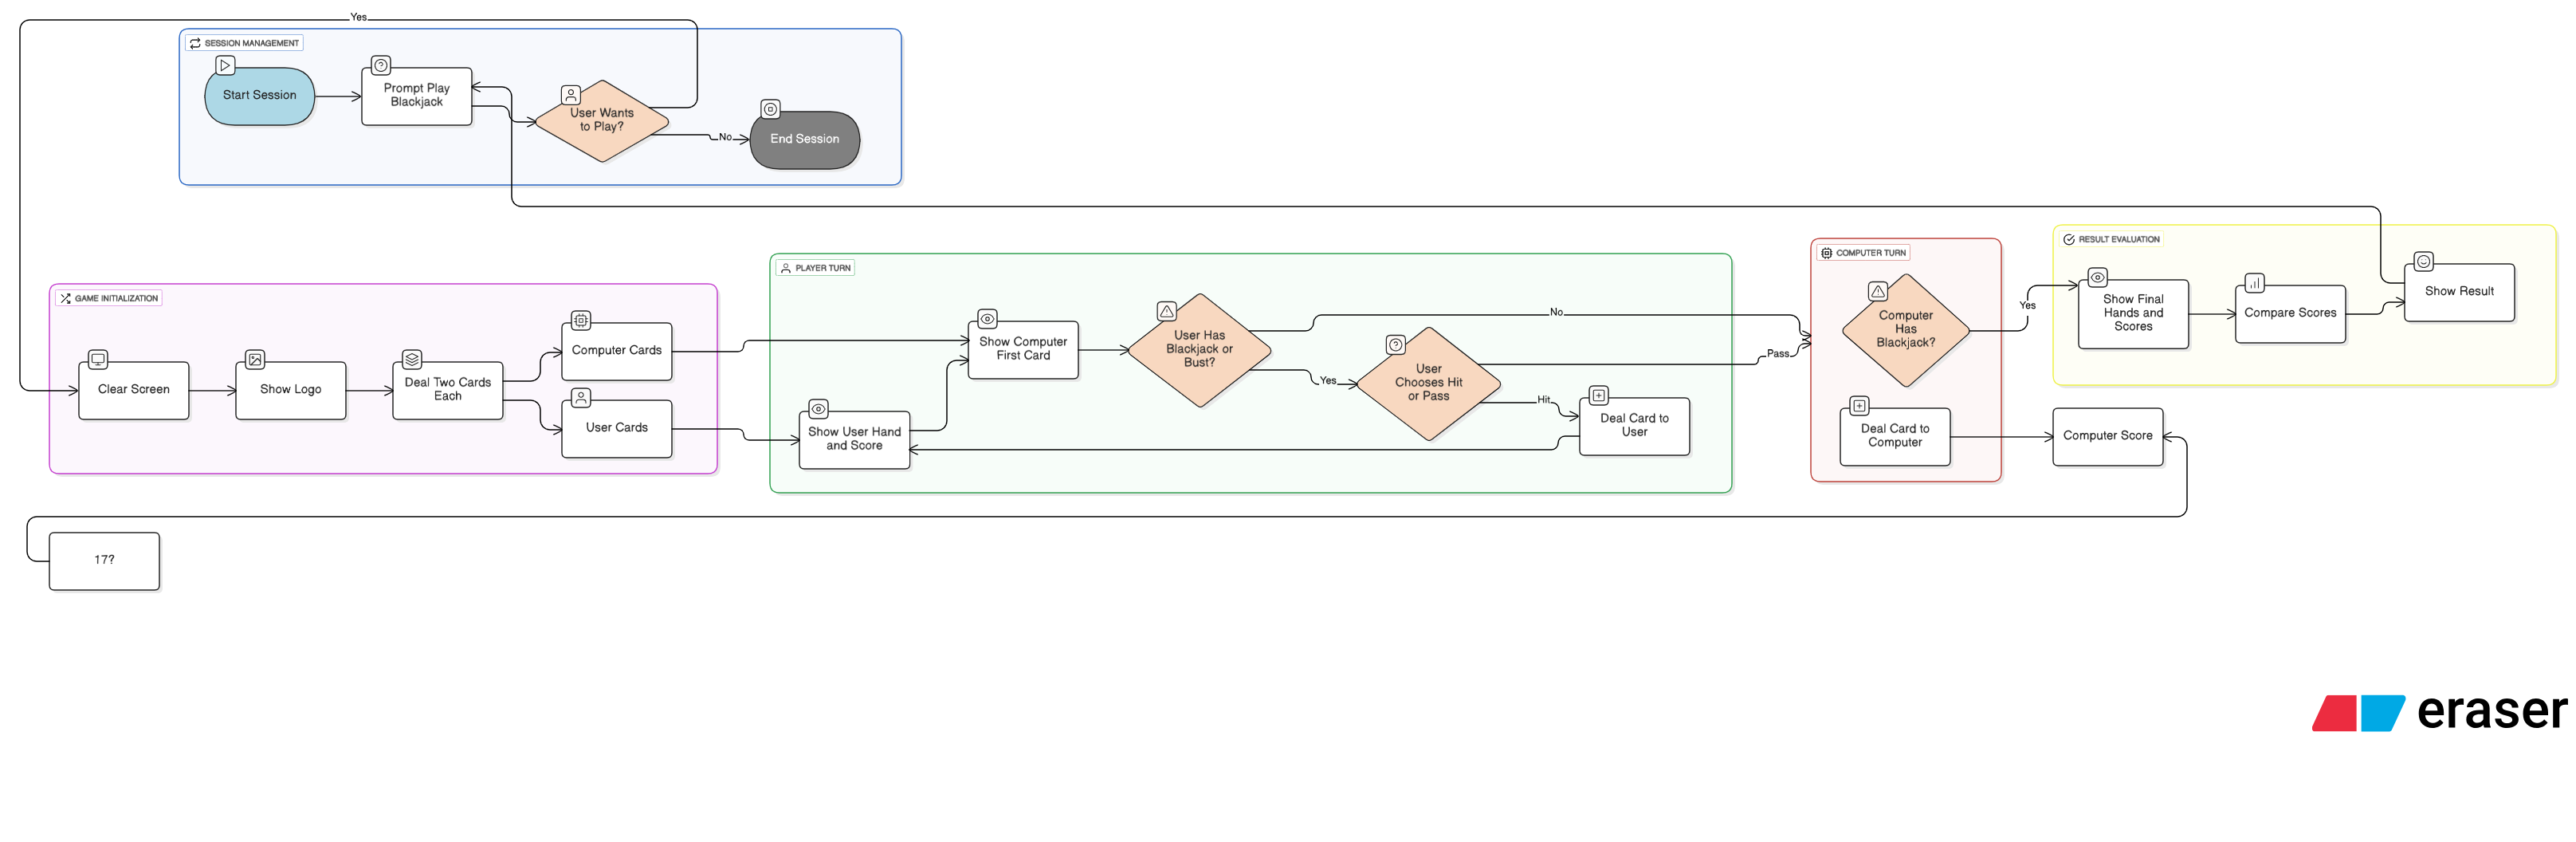 Yes
SESSION MANAGEMENT
Start Session
Prompt Play
Blackjack
User Wants
to Play?
No
End Session
GAME INITIALIZATION
Clear Screen
Show Logo
Deal Two Cards
Each
Computer Cards
User Cards
PLAYER TURN
Show User Hand
and Score
Show Computer
First Card
User Has
Blackjack or
Bust?
No
Yes
User
Chooses Hit
or Pass
Pass
Hit
Deal Card to
User
COMPUTER TURN
Computer
Has
Blackjack?
Yes
Deal Card to
Computer
RESULT EVALUATION
Show Final
Hands and
Scores
Compare Scores
Show Result
Computer Score
17?
eraser